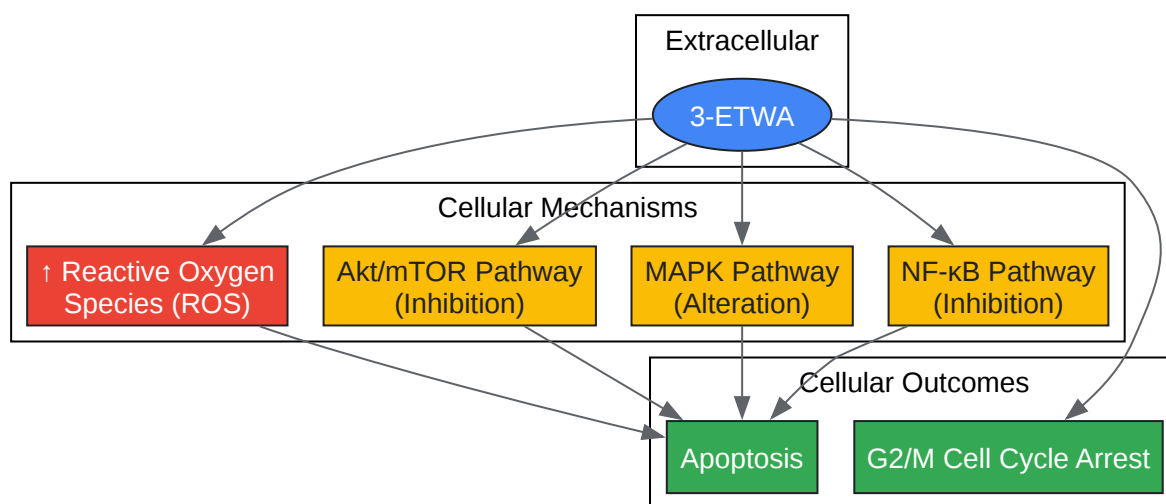 Extracellular
3-ETWA
Cellular Mechanisms
↑ Reactive Oxygen
Species (ROS)
Akt/mTOR Pathway
(Inhibition)
MAPK Pathway
(Alteration)
NF-κB Pathway
(Inhibition)
Cellular Outcomes
Apoptosis
G2/M Cell Cycle Arrest